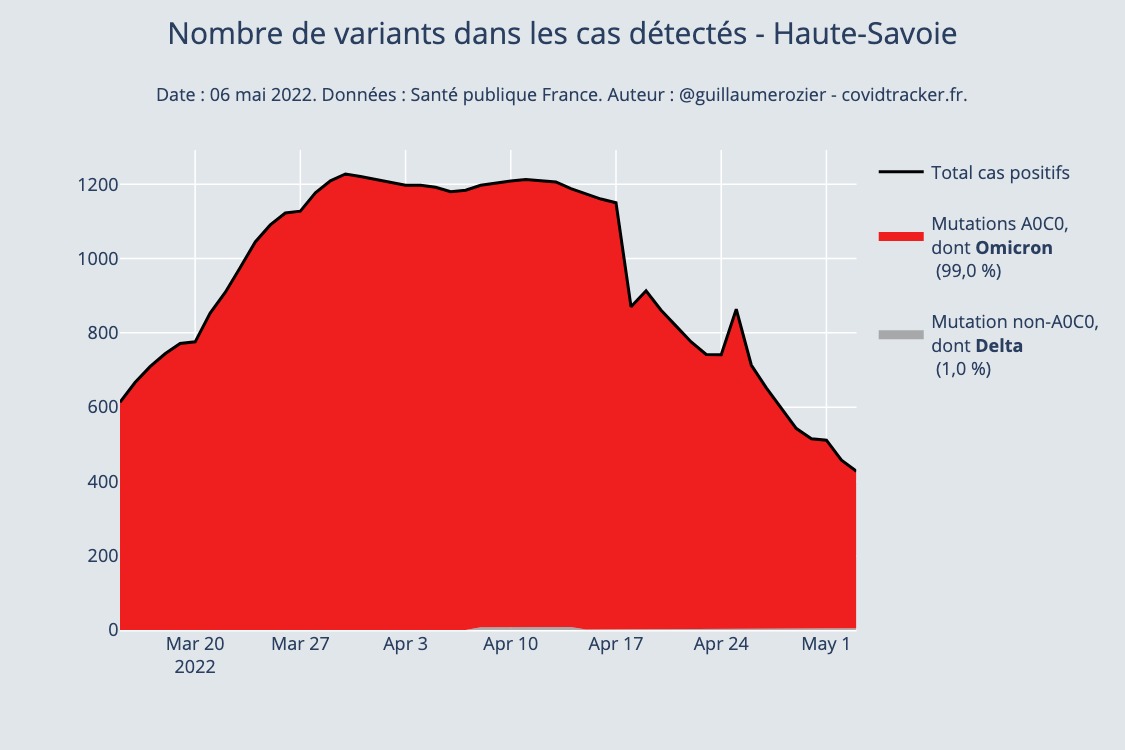 Nombre de variants dans les cas détectés - Haute-Savoie
Date : 06 mai 2022. Données : Santé publique France. Auteur : @guillaumerozier - covidtracker.fr.
1200
1000
800
600
400
200
0
Mar 20
2022
Mar 27
Apr 3
Apr 10
Apr 17
Apr 24
May 1
Total cas positifs
Mutations A0C0,
dont Omicron
(99,0 %)
Mutation non-A0C0,
dont Delta
(1,0 %)